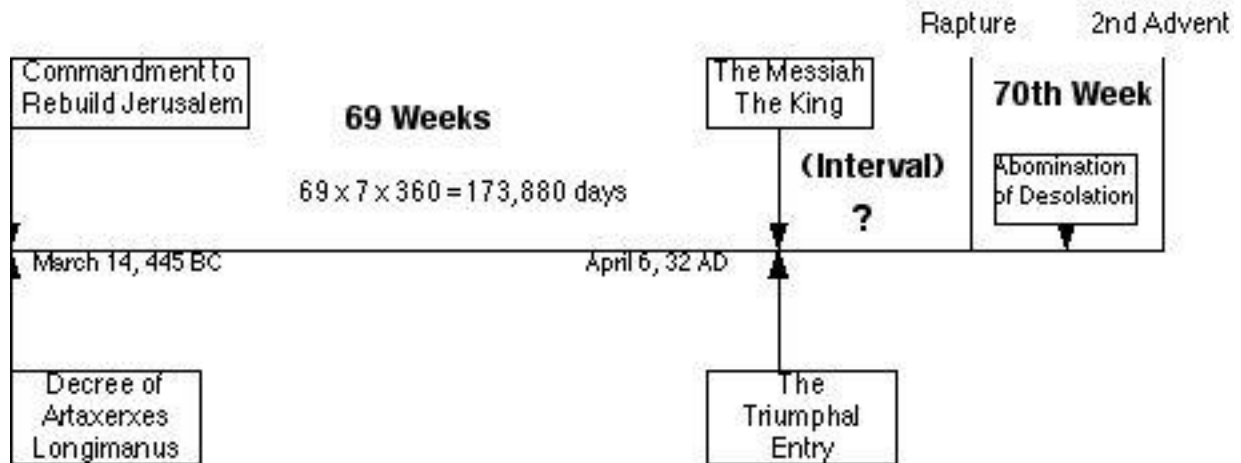 Rapture
2nd Advent
Commandment to
Rebuild Jerusalem
69 Weeks
69 x 7 x 360 = 173,880 days
The Messiah
The King
(Interval)
?
70th Week
Abomination
of Desolation
March 14, 445 BC
April 6, 32 AD
Decree of
Artaxerxes
Longimanus
The
Triumphal
Entry